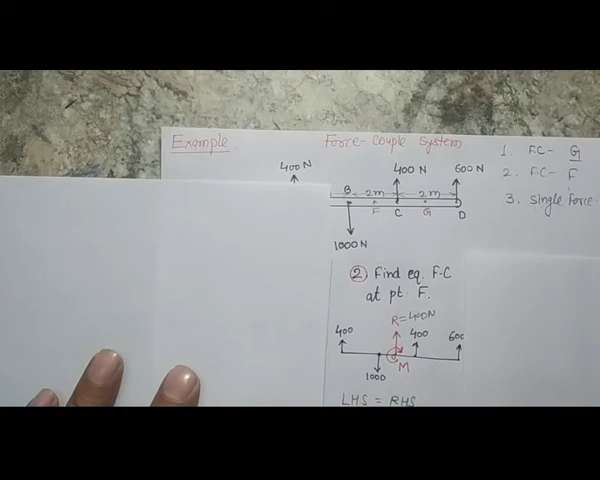 Example.
Force-Couple System
1. F.C- G
2. F.C- F
3. Single Force.
400 N
400 N
600 N
B 2m 2m
F C G D
1000 N
② Find eq. F.C
at pt. F.
R=400N
400 400 600
M
1000
LHS = RHS